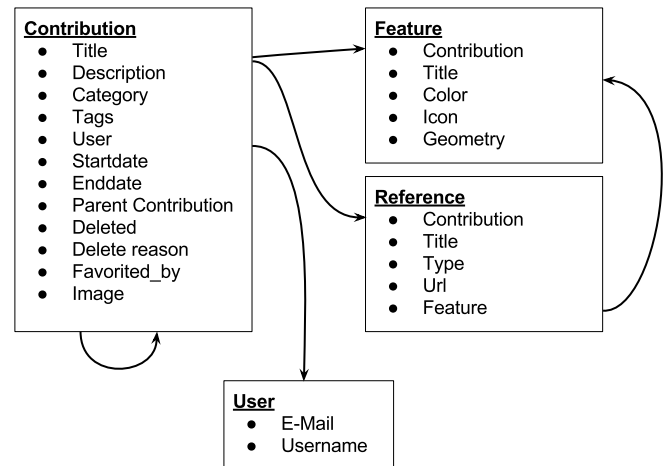 Contribution
● Title
● Description
● Category
● Tags
● User
● Startdate
● Enddate
● Parent Contribution
● Deleted
● Delete reason
● Favorited_by
● Image
Feature
● Contribution
● Title
● Color
● Icon
● Geometry
Reference
● Contribution
● Title
● Type
● Url
● Feature
User
● E-Mail
● Username